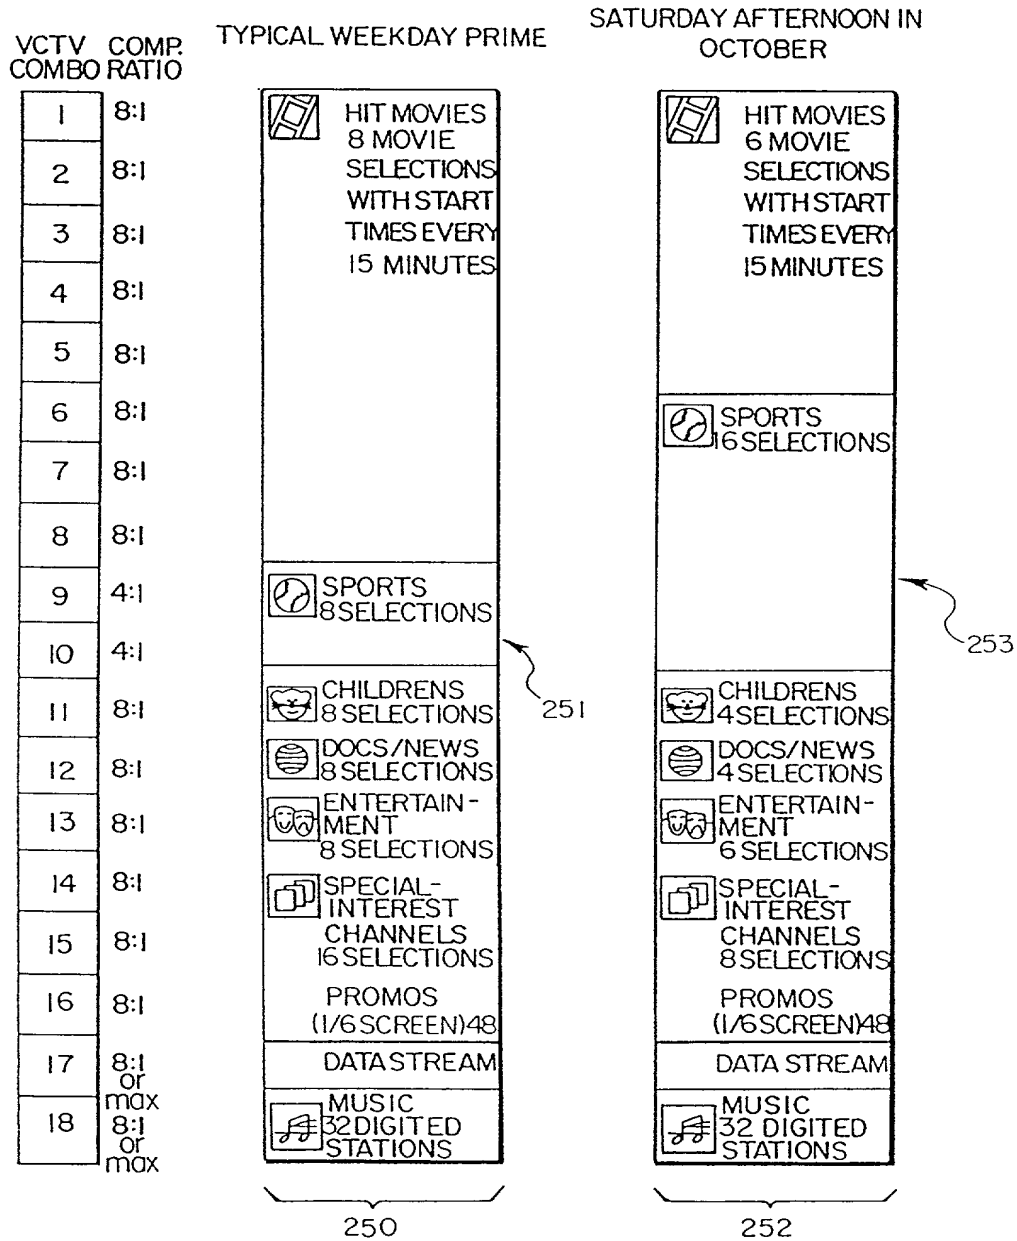 VCTV COMBO
COMP. RATIO
TYPICAL WEEKDAY PRIME
SATURDAY AFTERNOON IN
OCTOBER
1 8:1
2 8:1
3 8:1
4 8:1
5 8:1
6 8:1
7 8:1
8 8:1
9 4:1
10 4:1
11 8:1
12 8:1
13 8:1
14 8:1
15 8:1
16 8:1
17 8:1
or
max
18 8:1
or
max
HIT MOVIES
8 MOVIE
SELECTIONS
WITH START
TIMES EVERY
15 MINUTES
SPORTS
8 SELECTIONS
251
CHILDRENS
8 SELECTIONS
DOCS/NEWS
8 SELECTIONS
ENTERTAIN-
MENT
8 SELECTIONS
SPECIAL-
INTEREST
CHANNELS
16 SELECTIONS
PROMOS
(1/6 SCREEN) 48
DATA STREAM
MUSIC
32 DIGITED
STATIONS
250
HIT MOVIES
6 MOVIE
SELECTIONS
WITH START
TIMES EVERY
15 MINUTES
SPORTS
16 SELECTIONS
253
CHILDRENS
4 SELECTIONS
DOCS/NEWS
4 SELECTIONS
ENTERTAIN-
MENT
6 SELECTIONS
SPECIAL-
INTEREST
CHANNELS
8 SELECTIONS
PROMOS
(1/6 SCREEN) 48
DATA STREAM
MUSIC
32 DIGITED
STATIONS
252